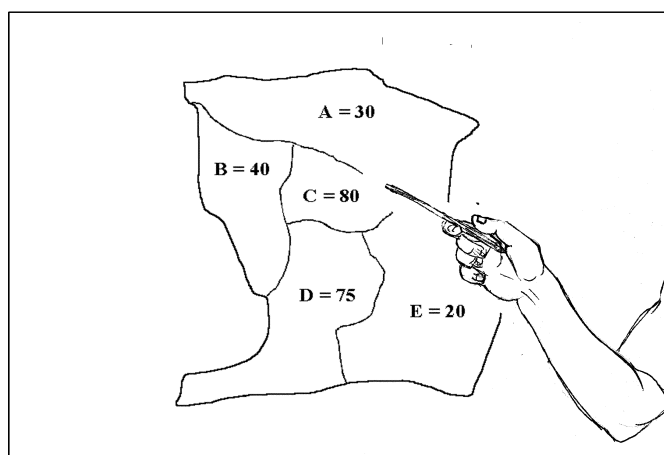 A = 30
B = 40
C = 80
D = 75
E = 20